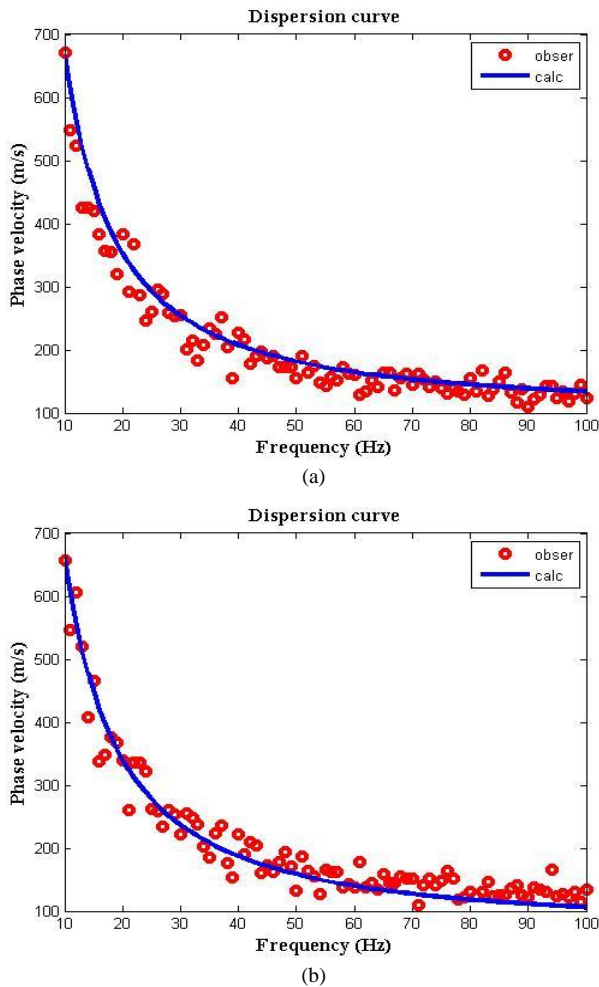 Dispersion curve
700
600
500
400
300
200
100
Phase velocity (m/s)
obser
calc
10 20 30 40 50 60 70 80 90 100
Frequency (Hz)
(a)
Dispersion curve
700
600
500
400
300
200
100
Phase velocity (m/s)
obser
calc
10 20 30 40 50 60 70 80 90 100
Frequency (Hz)
(b)